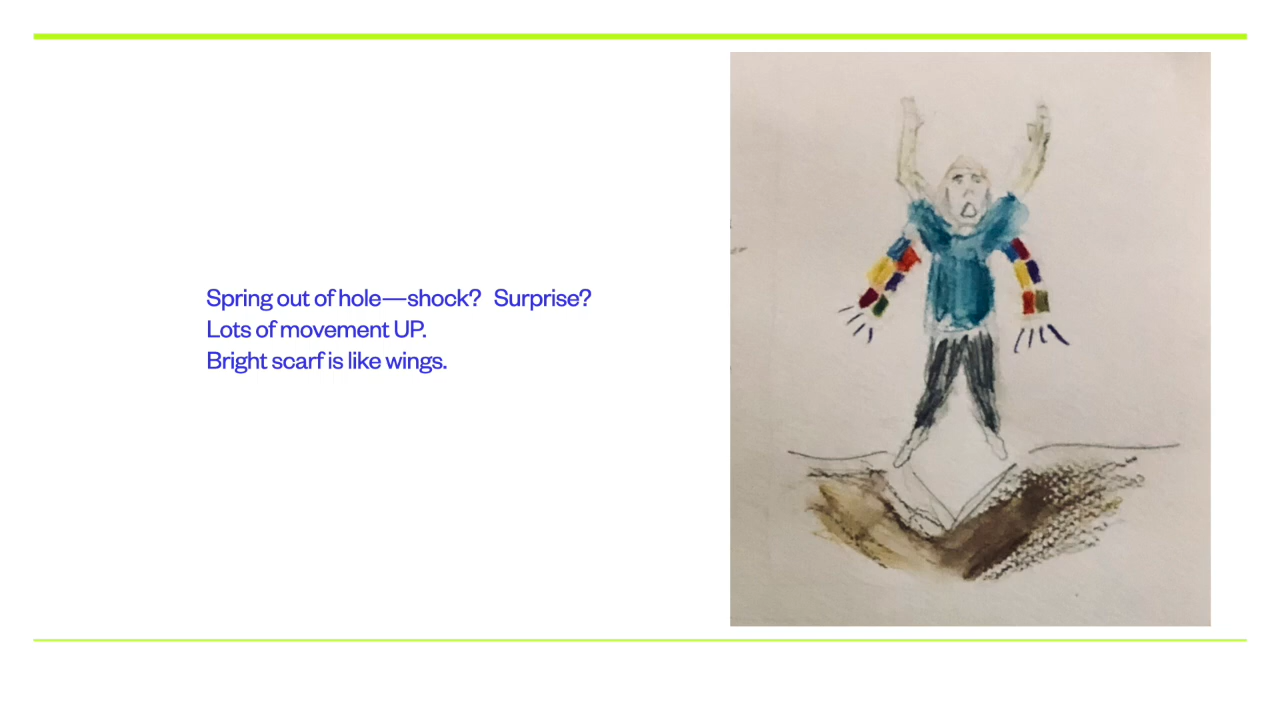 Spring out of hole—shock?  Surprise?
Lots of movement UP.
Bright scarf is like wings.